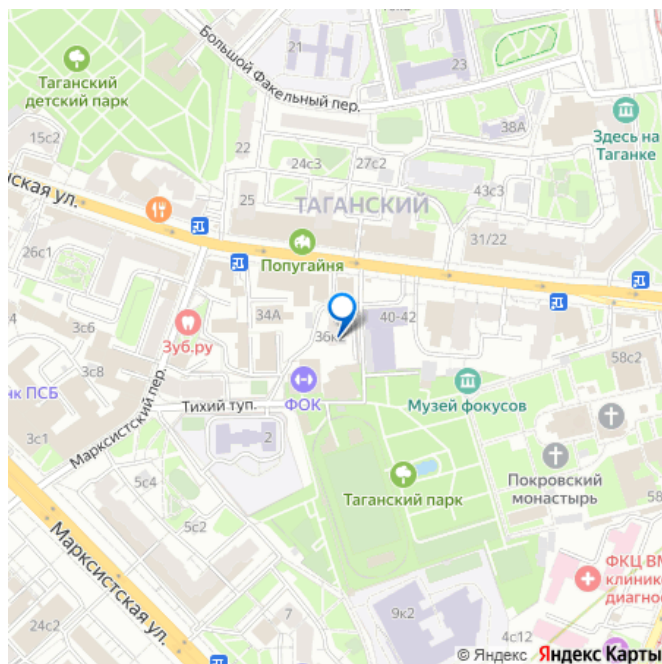 Большой Факельный пер.
21
23
Таганский
детский парк
38А
Здесь на
Таганке
15с2
22
24с3
27с2
43с3
нская ул.
25
ТАГАНСКИЙ
31/22
26с1
Попугайня
34А
40-42
3с6
Зуб.ру
36к2
58с2
3с8
нк ПСБ
Марксистский пер.
Тихий туп.
ФОК
Музей фокусов
3с1
2
Покровский
монастырь
5с4
Таганский парк
5с2
Марксистская ул.
ФКЦ ВМ
клиник
диагнос
7
9к2
24с2
4с12
© Яндекс Яндекс Карты